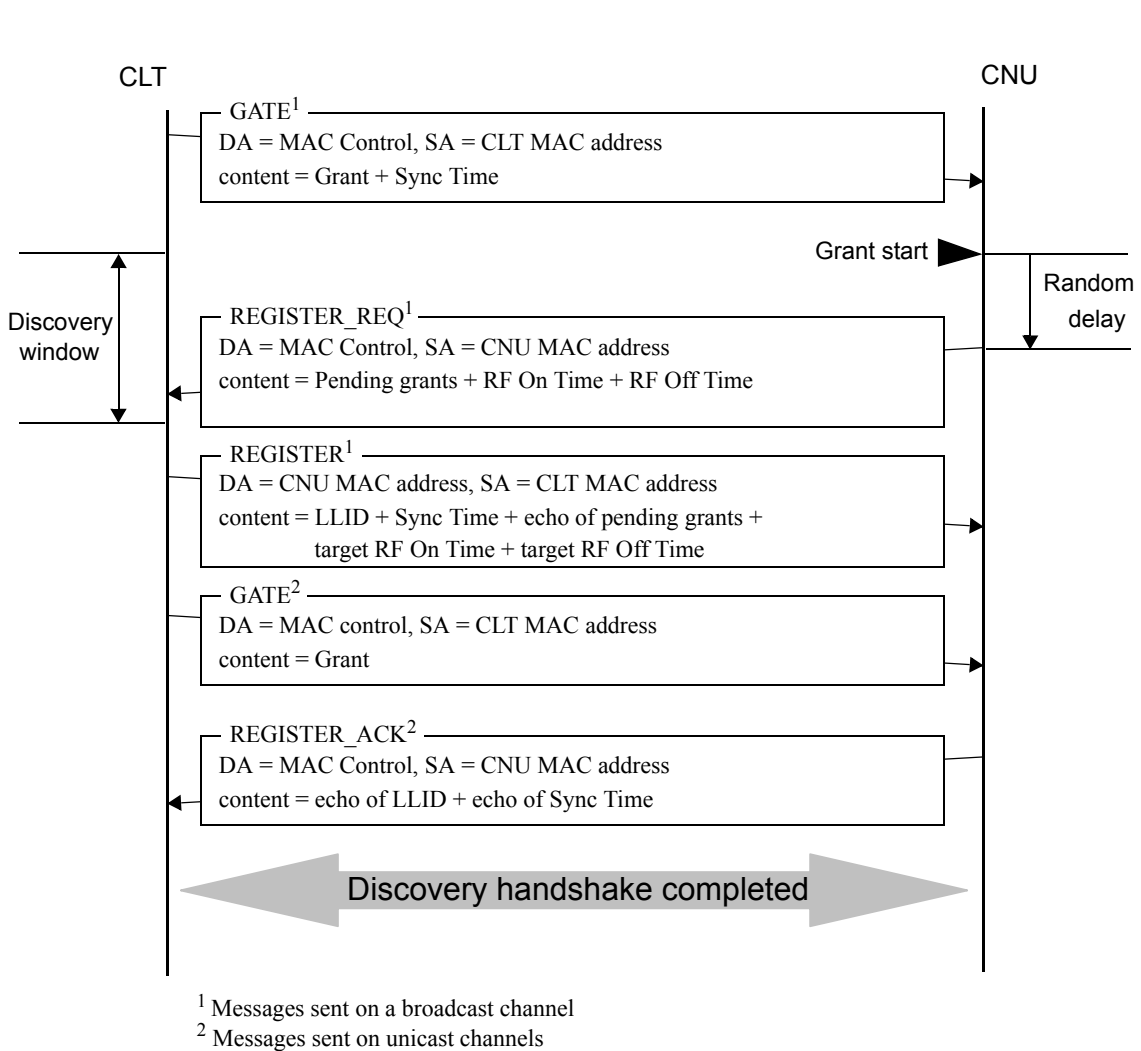 CLT
CNU
GATE1
DA = MAC Control, SA = CLT MAC address
content = Grant + Sync Time
Grant start
Random
delay
Discovery
window
REGISTER_REQ1
DA = MAC Control, SA = CNU MAC address
content = Pending grants + RF On Time + RF Off Time
REGISTER1
DA = CNU MAC address, SA = CLT MAC address
content = LLID + Sync Time + echo of pending grants +
target RF On Time + target RF Off Time
GATE2
DA = MAC control, SA = CLT MAC address
content = Grant
REGISTER_ACK2
DA = MAC Control, SA = CNU MAC address
content = echo of LLID + echo of Sync Time
Discovery handshake completed
1 Messages sent on a broadcast channel
2 Messages sent on unicast channels